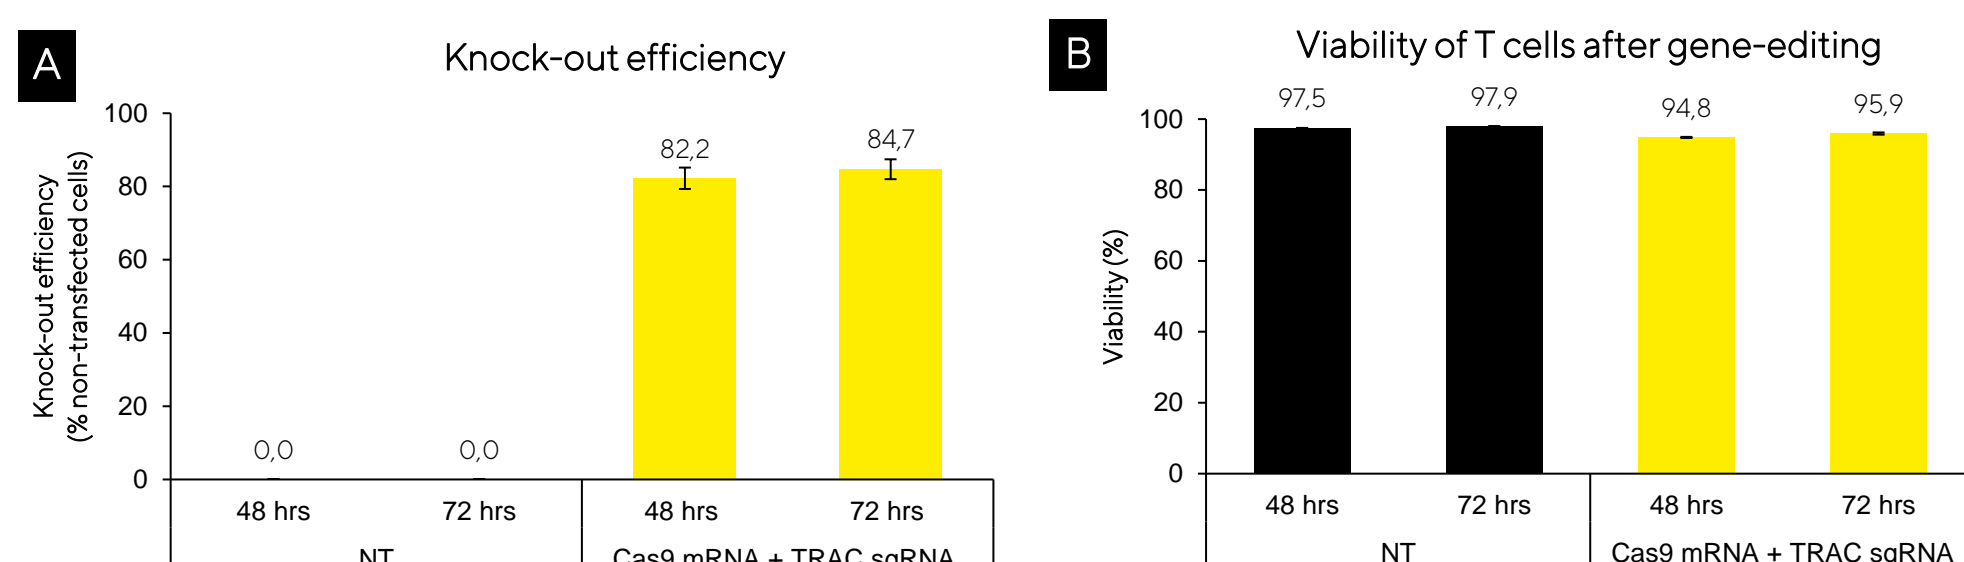 A
Knock-out efficiency
Knock-out efficiency
(% non-transfected cells)
100
80
60
40
20
0
0,0
0,0
82,2
84,7
48 hrs
72 hrs
48 hrs
72 hrs
NT
Cas9 mRNA + TRAC sgRNA
B
Viability of T cells after gene-editing
Viability (%)
100
80
60
40
20
0
97,5
97,9
94,8
95,9
48 hrs
72 hrs
48 hrs
72 hrs
NT
Cas9 mRNA + TRAC sgRNA